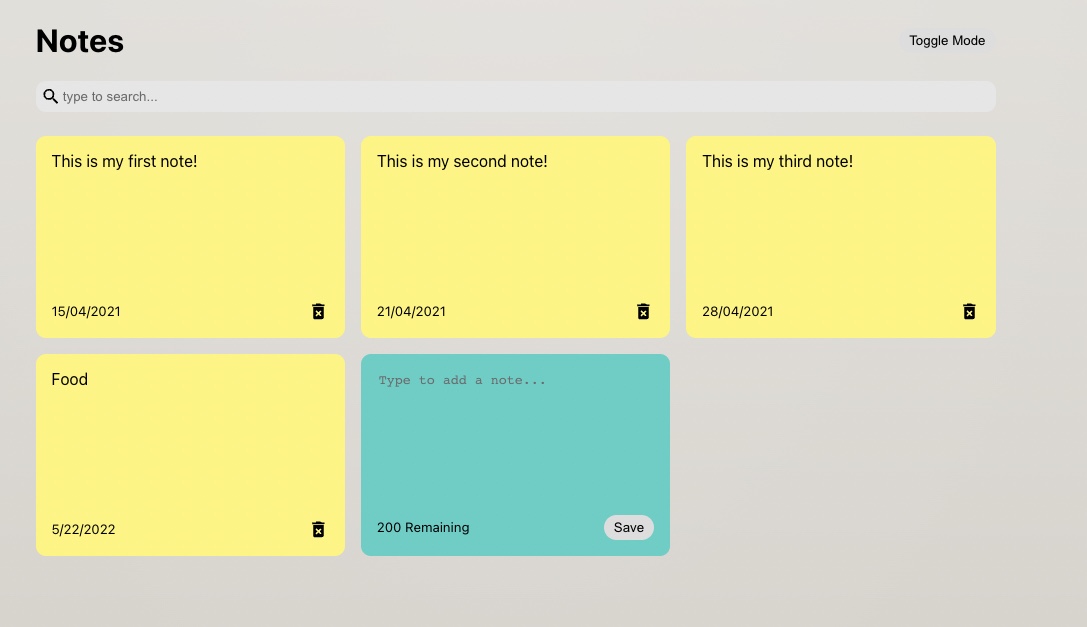 Notes
Toggle Mode
type to search...
This is my first note!
15/04/2021
This is my second note!
21/04/2021
This is my third note!
28/04/2021
Food
5/22/2022
Type to add a note...
200 Remaining
Save